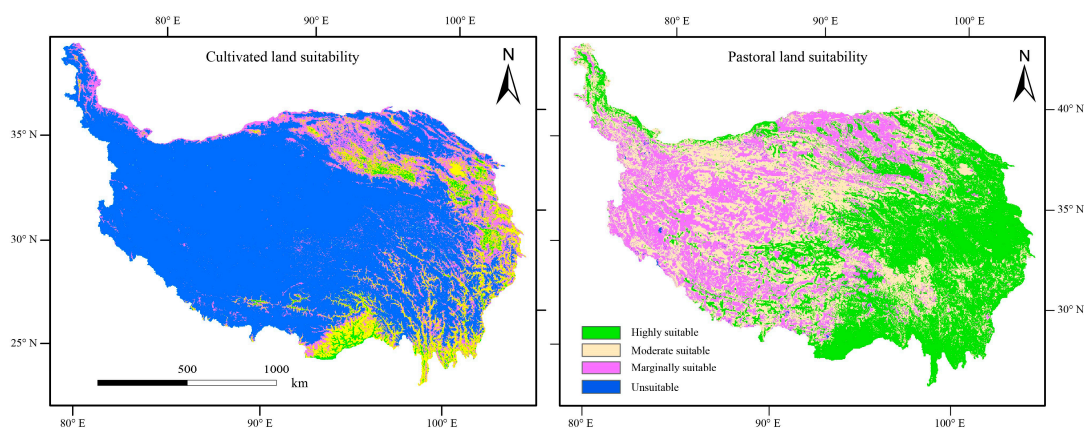 80° E 90° E 100° E
80° E 90° E 100° E
Cultivated land suitability
N
Pastoral land suitability
N
35° N
30° N
25° N
40° N
35° N
30° N
500 1000
km
Highly suitable
Moderate suitable
Marginally suitable
Unsuitable
80° E 90° E 100° E
80° E 90° E 100° E